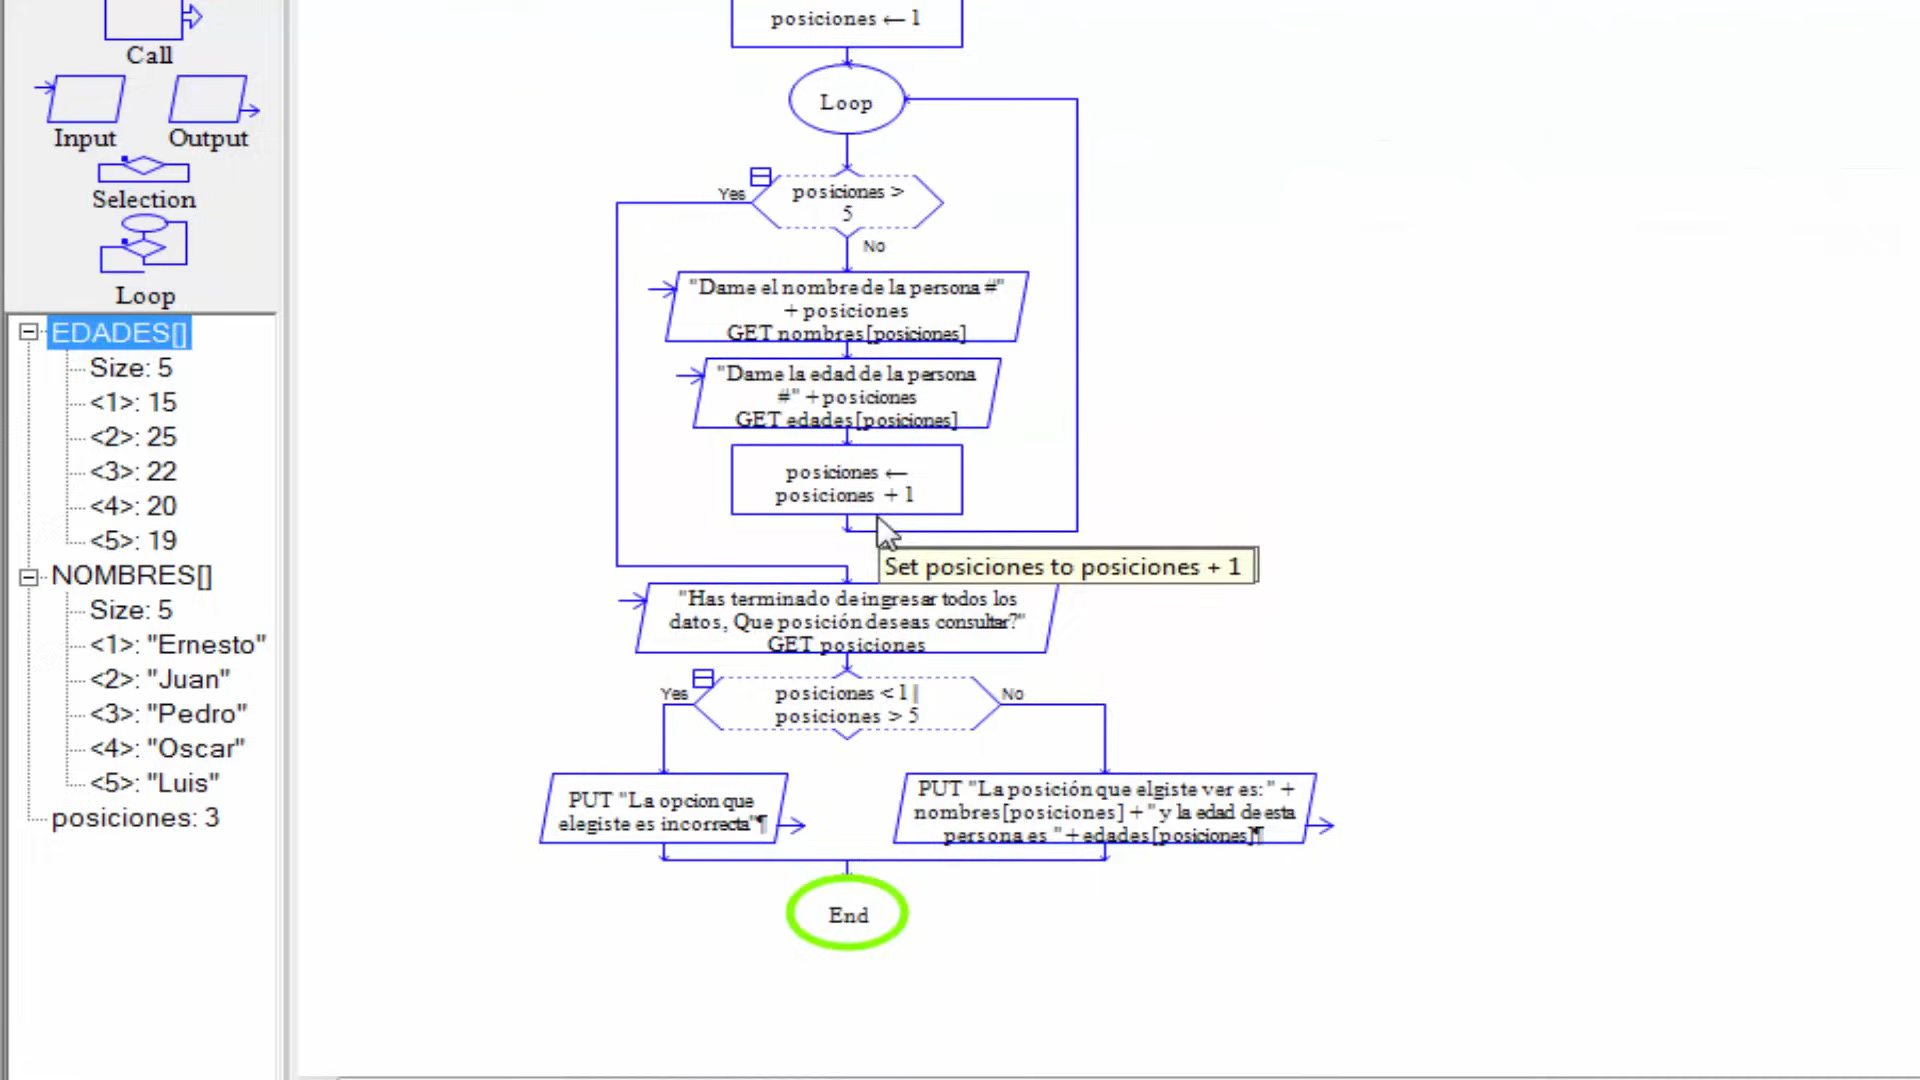 Call
Input
Output
Selection
Loop
EDADES[]
Size: 5
<1>: 15
<2>: 25
<3>: 22
<4>: 20
<5>: 19
NOMBRES[]
Size: 5
<1>: "Ernesto"
<2>: "Juan"
<3>: "Pedro"
<4>: "Oscar"
<5>: "Luis"
posiciones: 3
posiciones ← 1
Loop
Yes
posiciones >
5
No
"Dame el nombre de la persona #"
+ posiciones
GET nombres[posiciones]
"Dame la edad de la persona
#" + posiciones
GET edades[posiciones]
posiciones ←
posiciones + 1
Set posiciones to posiciones + 1
"Has terminado de ingresar todos los
datos, Que posición deseas consultar?"
GET posiciones
Yes
posiciones < 1 |
posiciones > 5
No
PUT "La opcion que
elegiste es incorrecta"¶
PUT "La posición que elgiste ver es: " +
nombres[posiciones] + " y la edad de esta
persona es " + edades[posiciones]¶
End